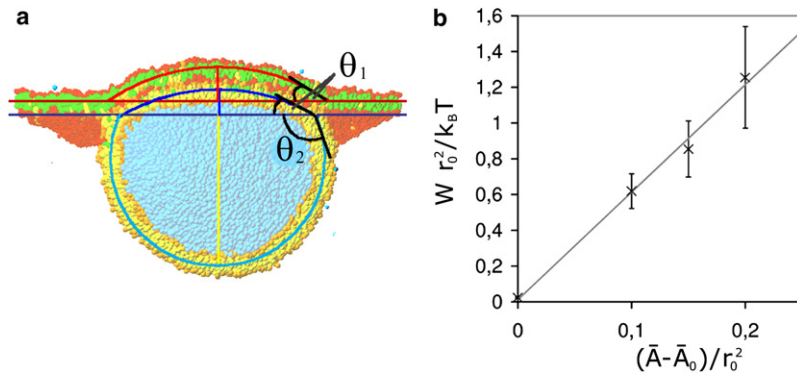 a
θ1
θ2
b
W r0²/kBT
1,6
1,4
1,2
1
0,8
0,6
0,4
0,2
0
0 0,1 0,2
(Ā-Ā0)/r0²